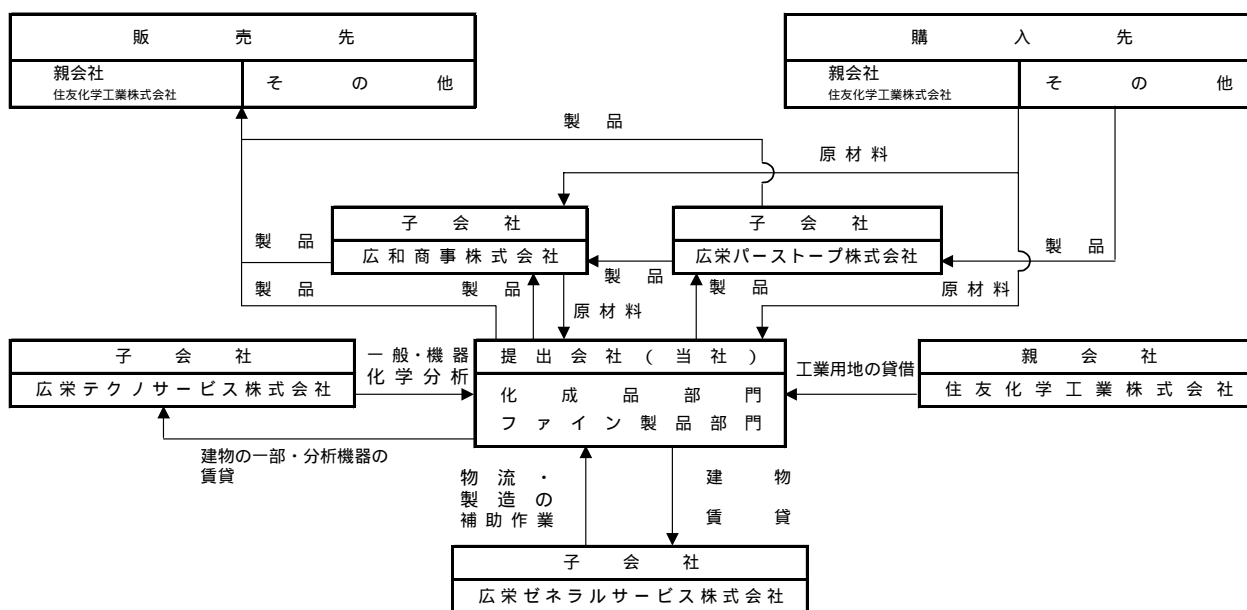 販売先
購入先
親会社
住友化学工業株式会社
その他
親会社
住友化学工業株式会社
その他
製品
原材料
子会社
広和商事株式会社
子会社
広栄パーストープ株式会社
製品
製品
製品
製品
製品
製品
原材料
原材料
子会社
広栄テクノサービス株式会社
一般・機器
化学分析
提出会社(当社)
化成品部門
ファイン製品部門
工業用地の貸借
親会社
住友化学工業株式会社
建物の一部・分析機器の
賃貸
物流・
製造の
補助作業
建物
賃貸
子会社
広栄ゼネラルサービス株式会社